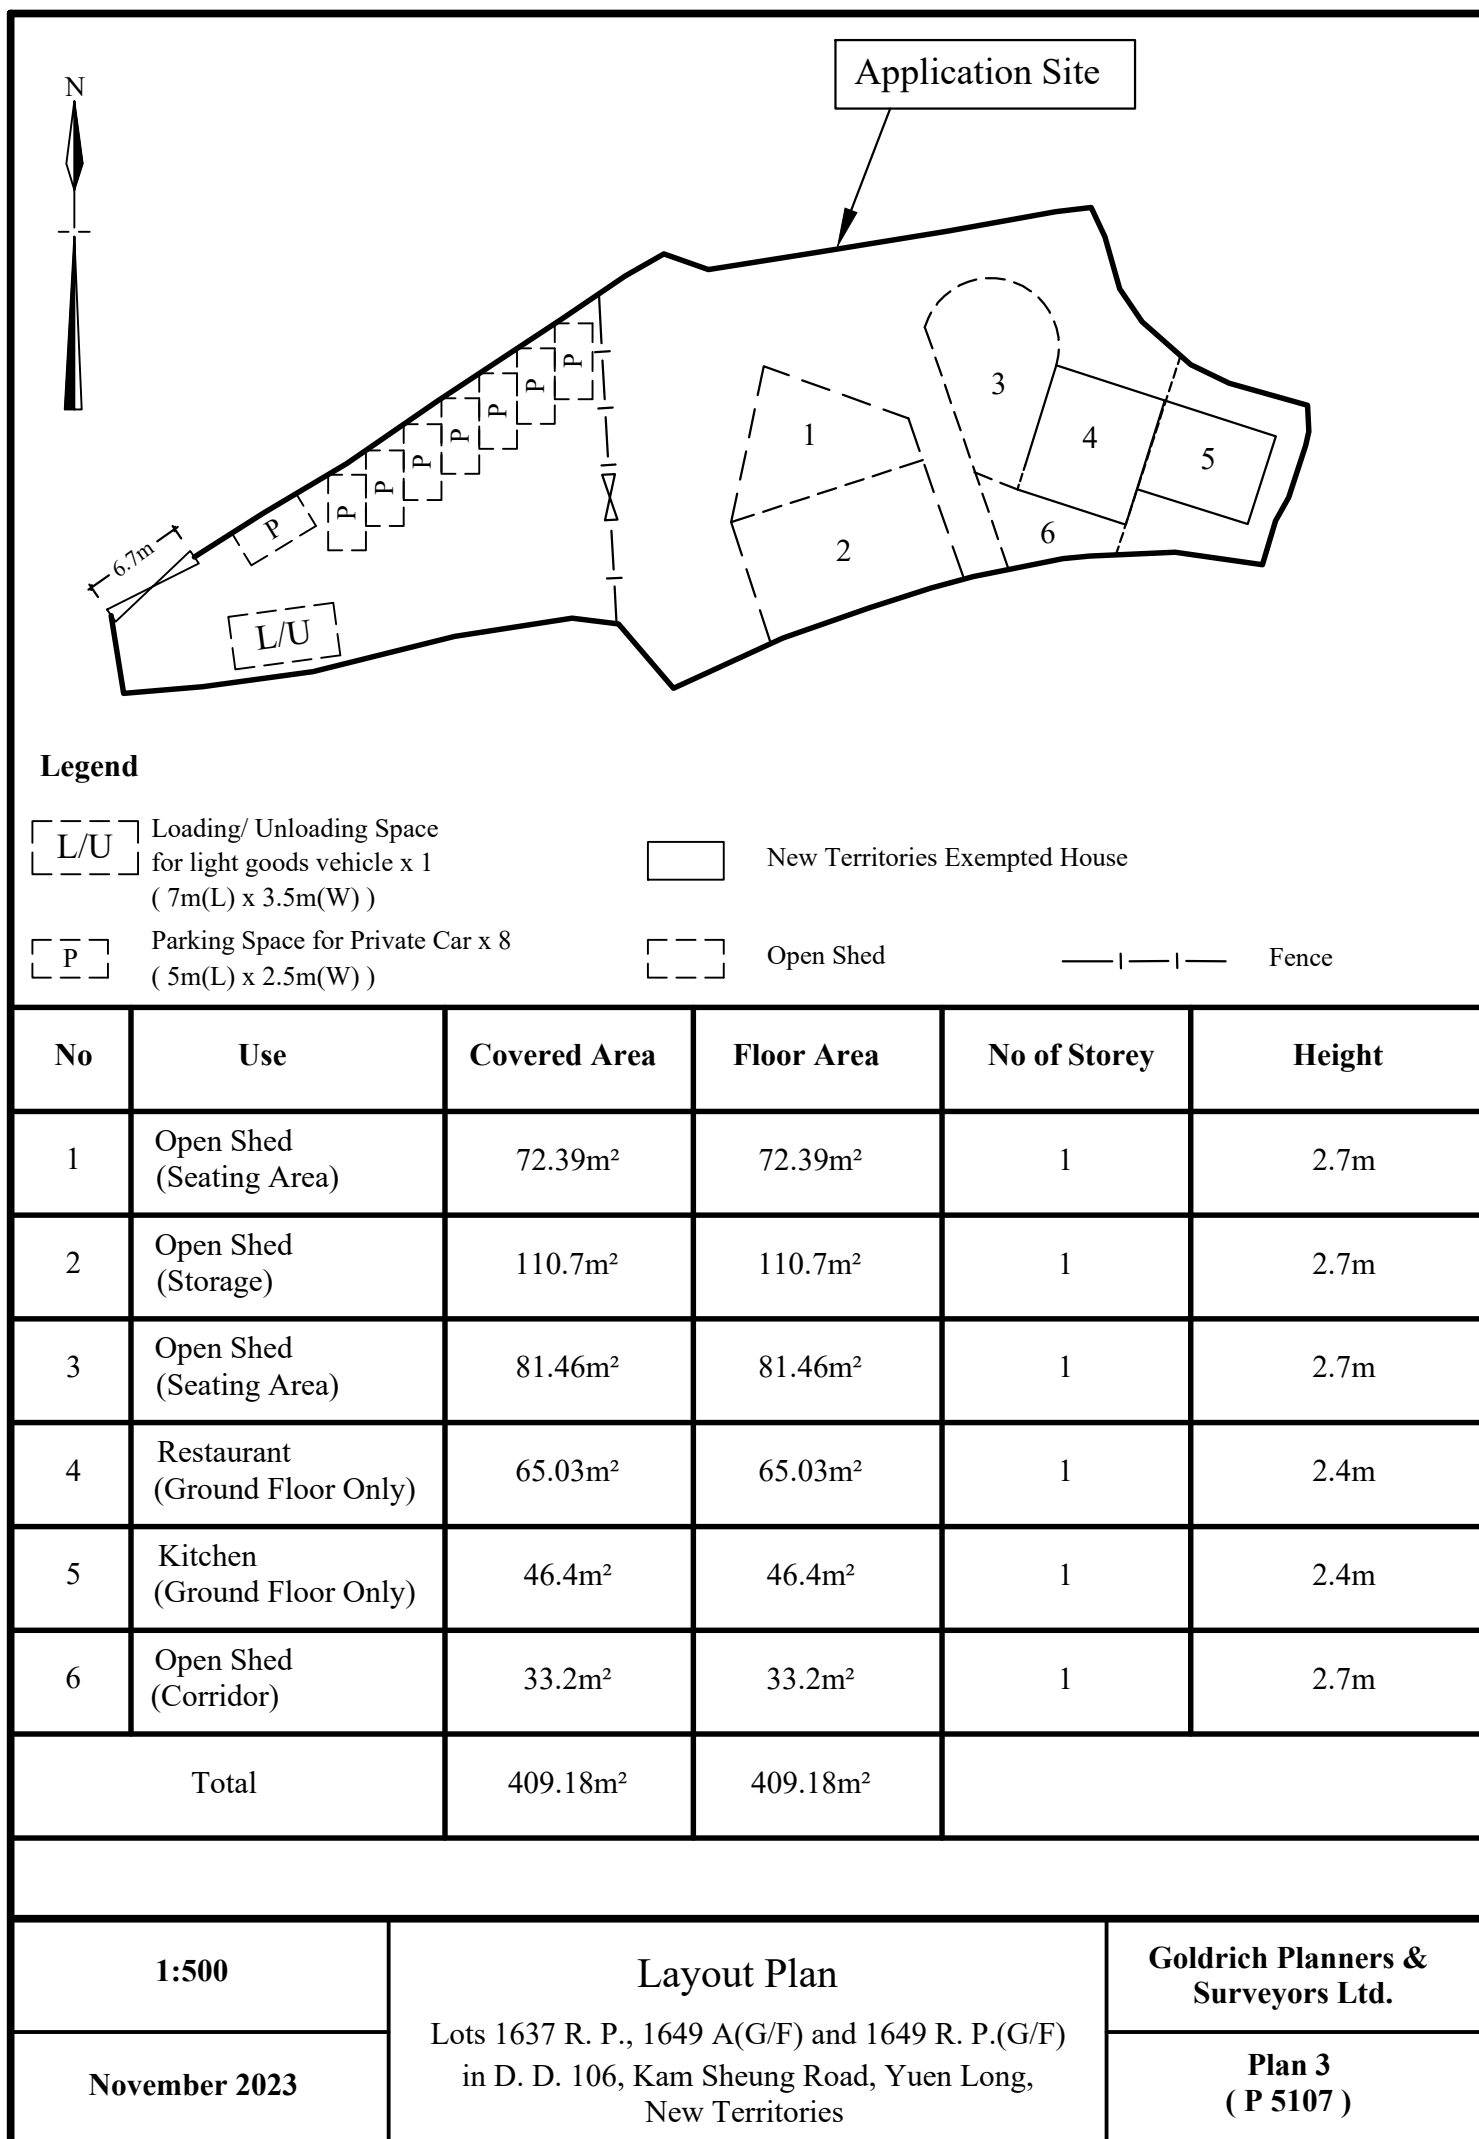 Application Site
N
3
1
4
5
2
6
P
P
P
P
P
P
P
P
6.7m
L/U
Legend
L/U
Loading/ Unloading Space
for light goods vehicle x 1
( 7m(L) x 3.5m(W) )
New Territories Exempted House
P
Parking Space for Private Car x 8
( 5m(L) x 2.5m(W) )
Open Shed
Fence
No Use Covered Area Floor Area No of Storey Height
1 Open Shed (Seating Area) 72.39m² 72.39m² 1 2.7m
2 Open Shed (Storage) 110.7m² 110.7m² 1 2.7m
3 Open Shed (Seating Area) 81.46m² 81.46m² 1 2.7m
4 Restaurant (Ground Floor Only) 65.03m² 65.03m² 1 2.4m
5 Kitchen (Ground Floor Only) 46.4m² 46.4m² 1 2.4m
6 Open Shed (Corridor) 33.2m² 33.2m² 1 2.7m
Total 409.18m² 409.18m²
1:500
November 2023
Layout Plan
Lots 1637 R. P., 1649 A(G/F) and 1649 R. P.(G/F)
in D. D. 106, Kam Sheung Road, Yuen Long,
New Territories
Goldrich Planners &
Surveyors Ltd.
Plan 3
( P 5107 )